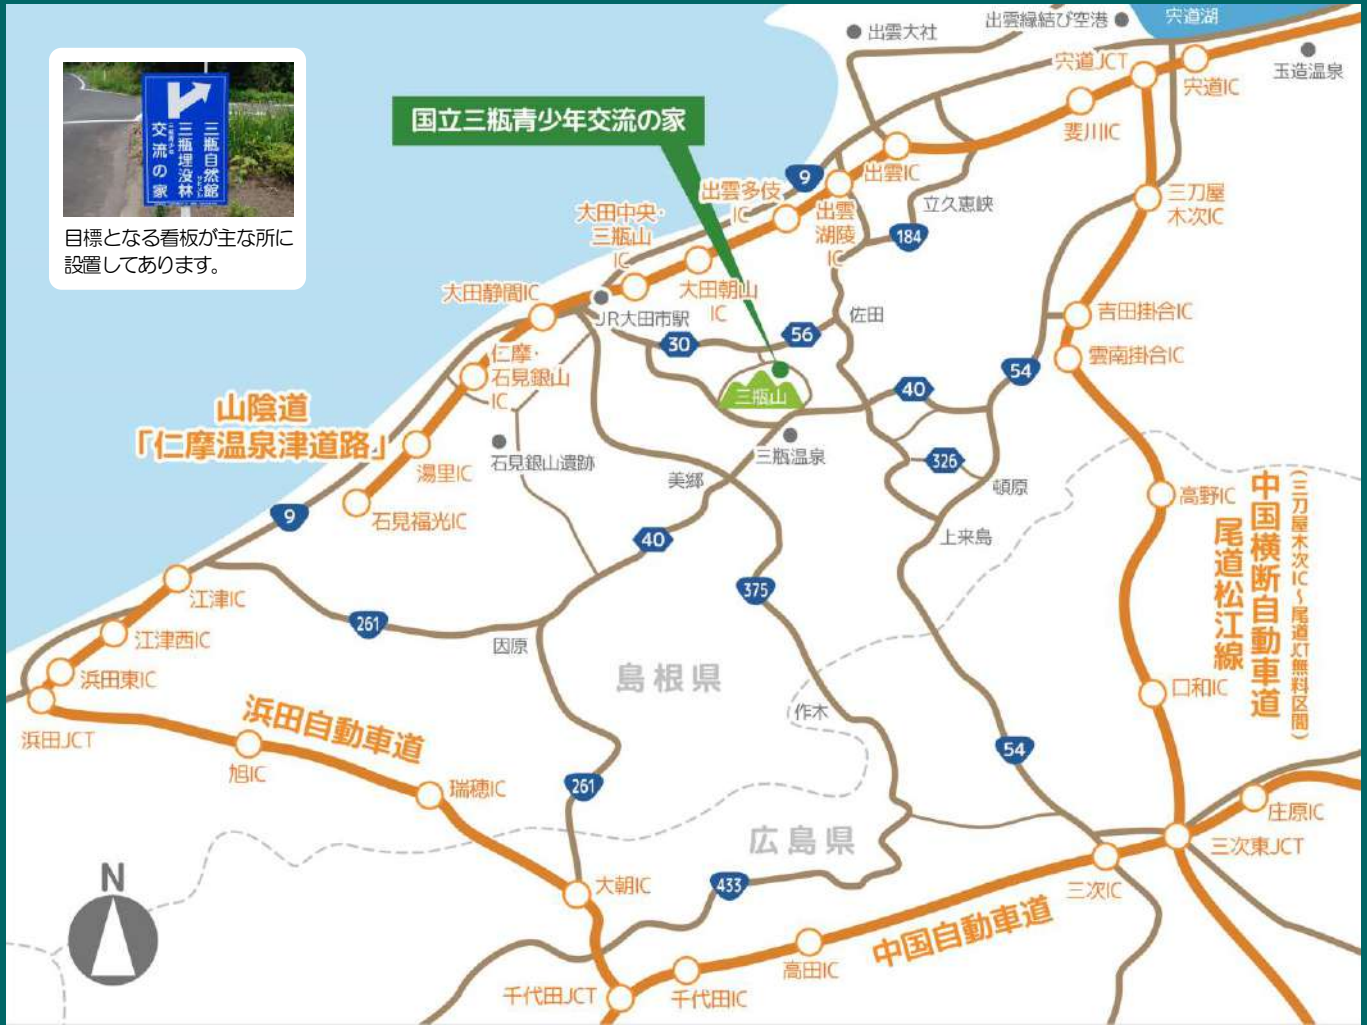 出雲大社
出雲縁結び空港
宍道湖
玉造温泉
宍道JCT
宍道IC
斐川IC
三刀屋
木次IC
出雲IC
立久恵峡
184
9
出雲多伎
IC
出雲
湖陵
IC
大田中央・
三瓶山
IC
大田朝山
IC
大田静間IC
JR大田市駅
国立三瓶青少年交流の家
三瓶自然館
三瓶埋没林
交流の家
目標となる看板が主な所に
設置してあります。
30
56
佐田
吉田掛合IC
雲南掛合IC
54
40
三瓶山
三瓶温泉
326
頓原
上来島
仁摩・
石見銀山
IC
石見銀山遺跡
山陰道
「仁摩温泉津道路」
湯里IC
石見福光IC
美郷
40
375
9
高野IC
中国横断自動車道
尾道松江線
(三刀屋木次IC～尾道JCT無料区間)
江津IC
江津西IC
浜田東IC
浜田JCT
261
因原
島根県
作木
口和IC
浜田自動車道
旭IC
瑞穂IC
261
54
庄原IC
広島県
三次東JCT
三次IC
433
大朝IC
中国自動車道
高田IC
千代田IC
千代田JCT
N